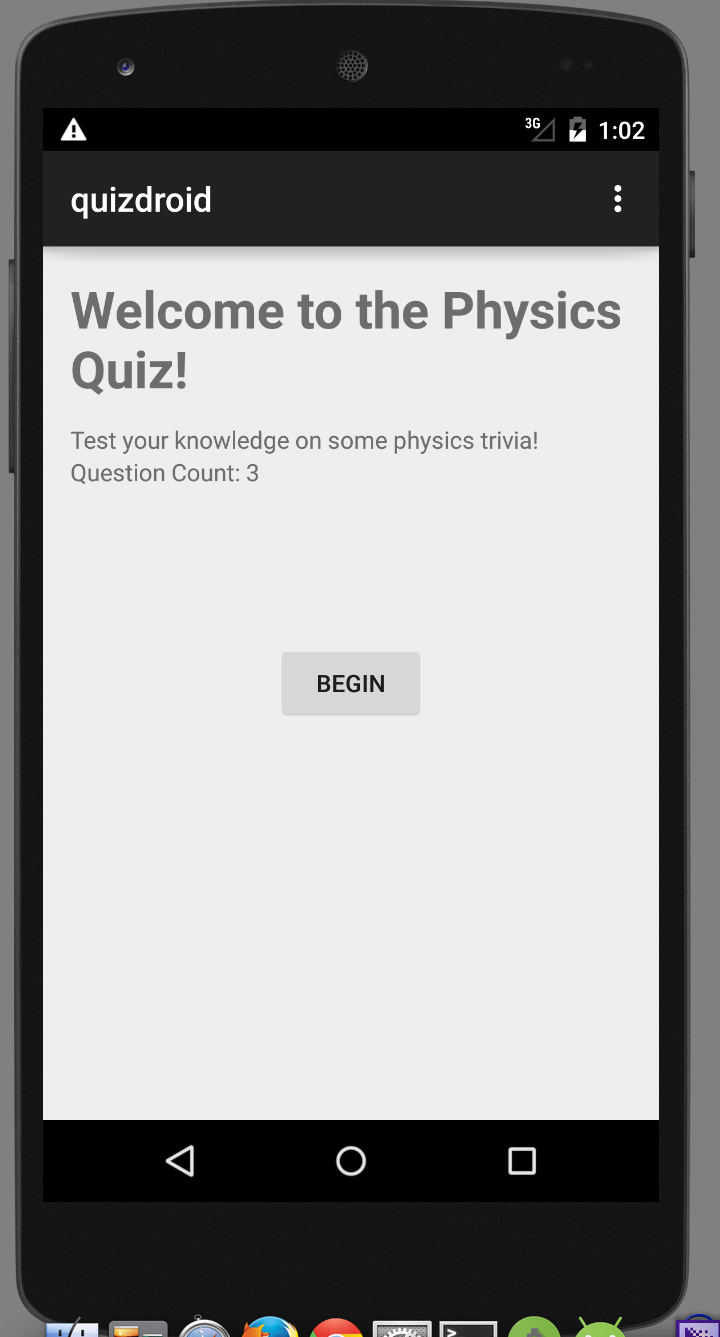 3G 1:02
quizdroid
Welcome to the Physics
Quiz!
Test your knowledge on some physics trivia!
Question Count: 3
BEGIN